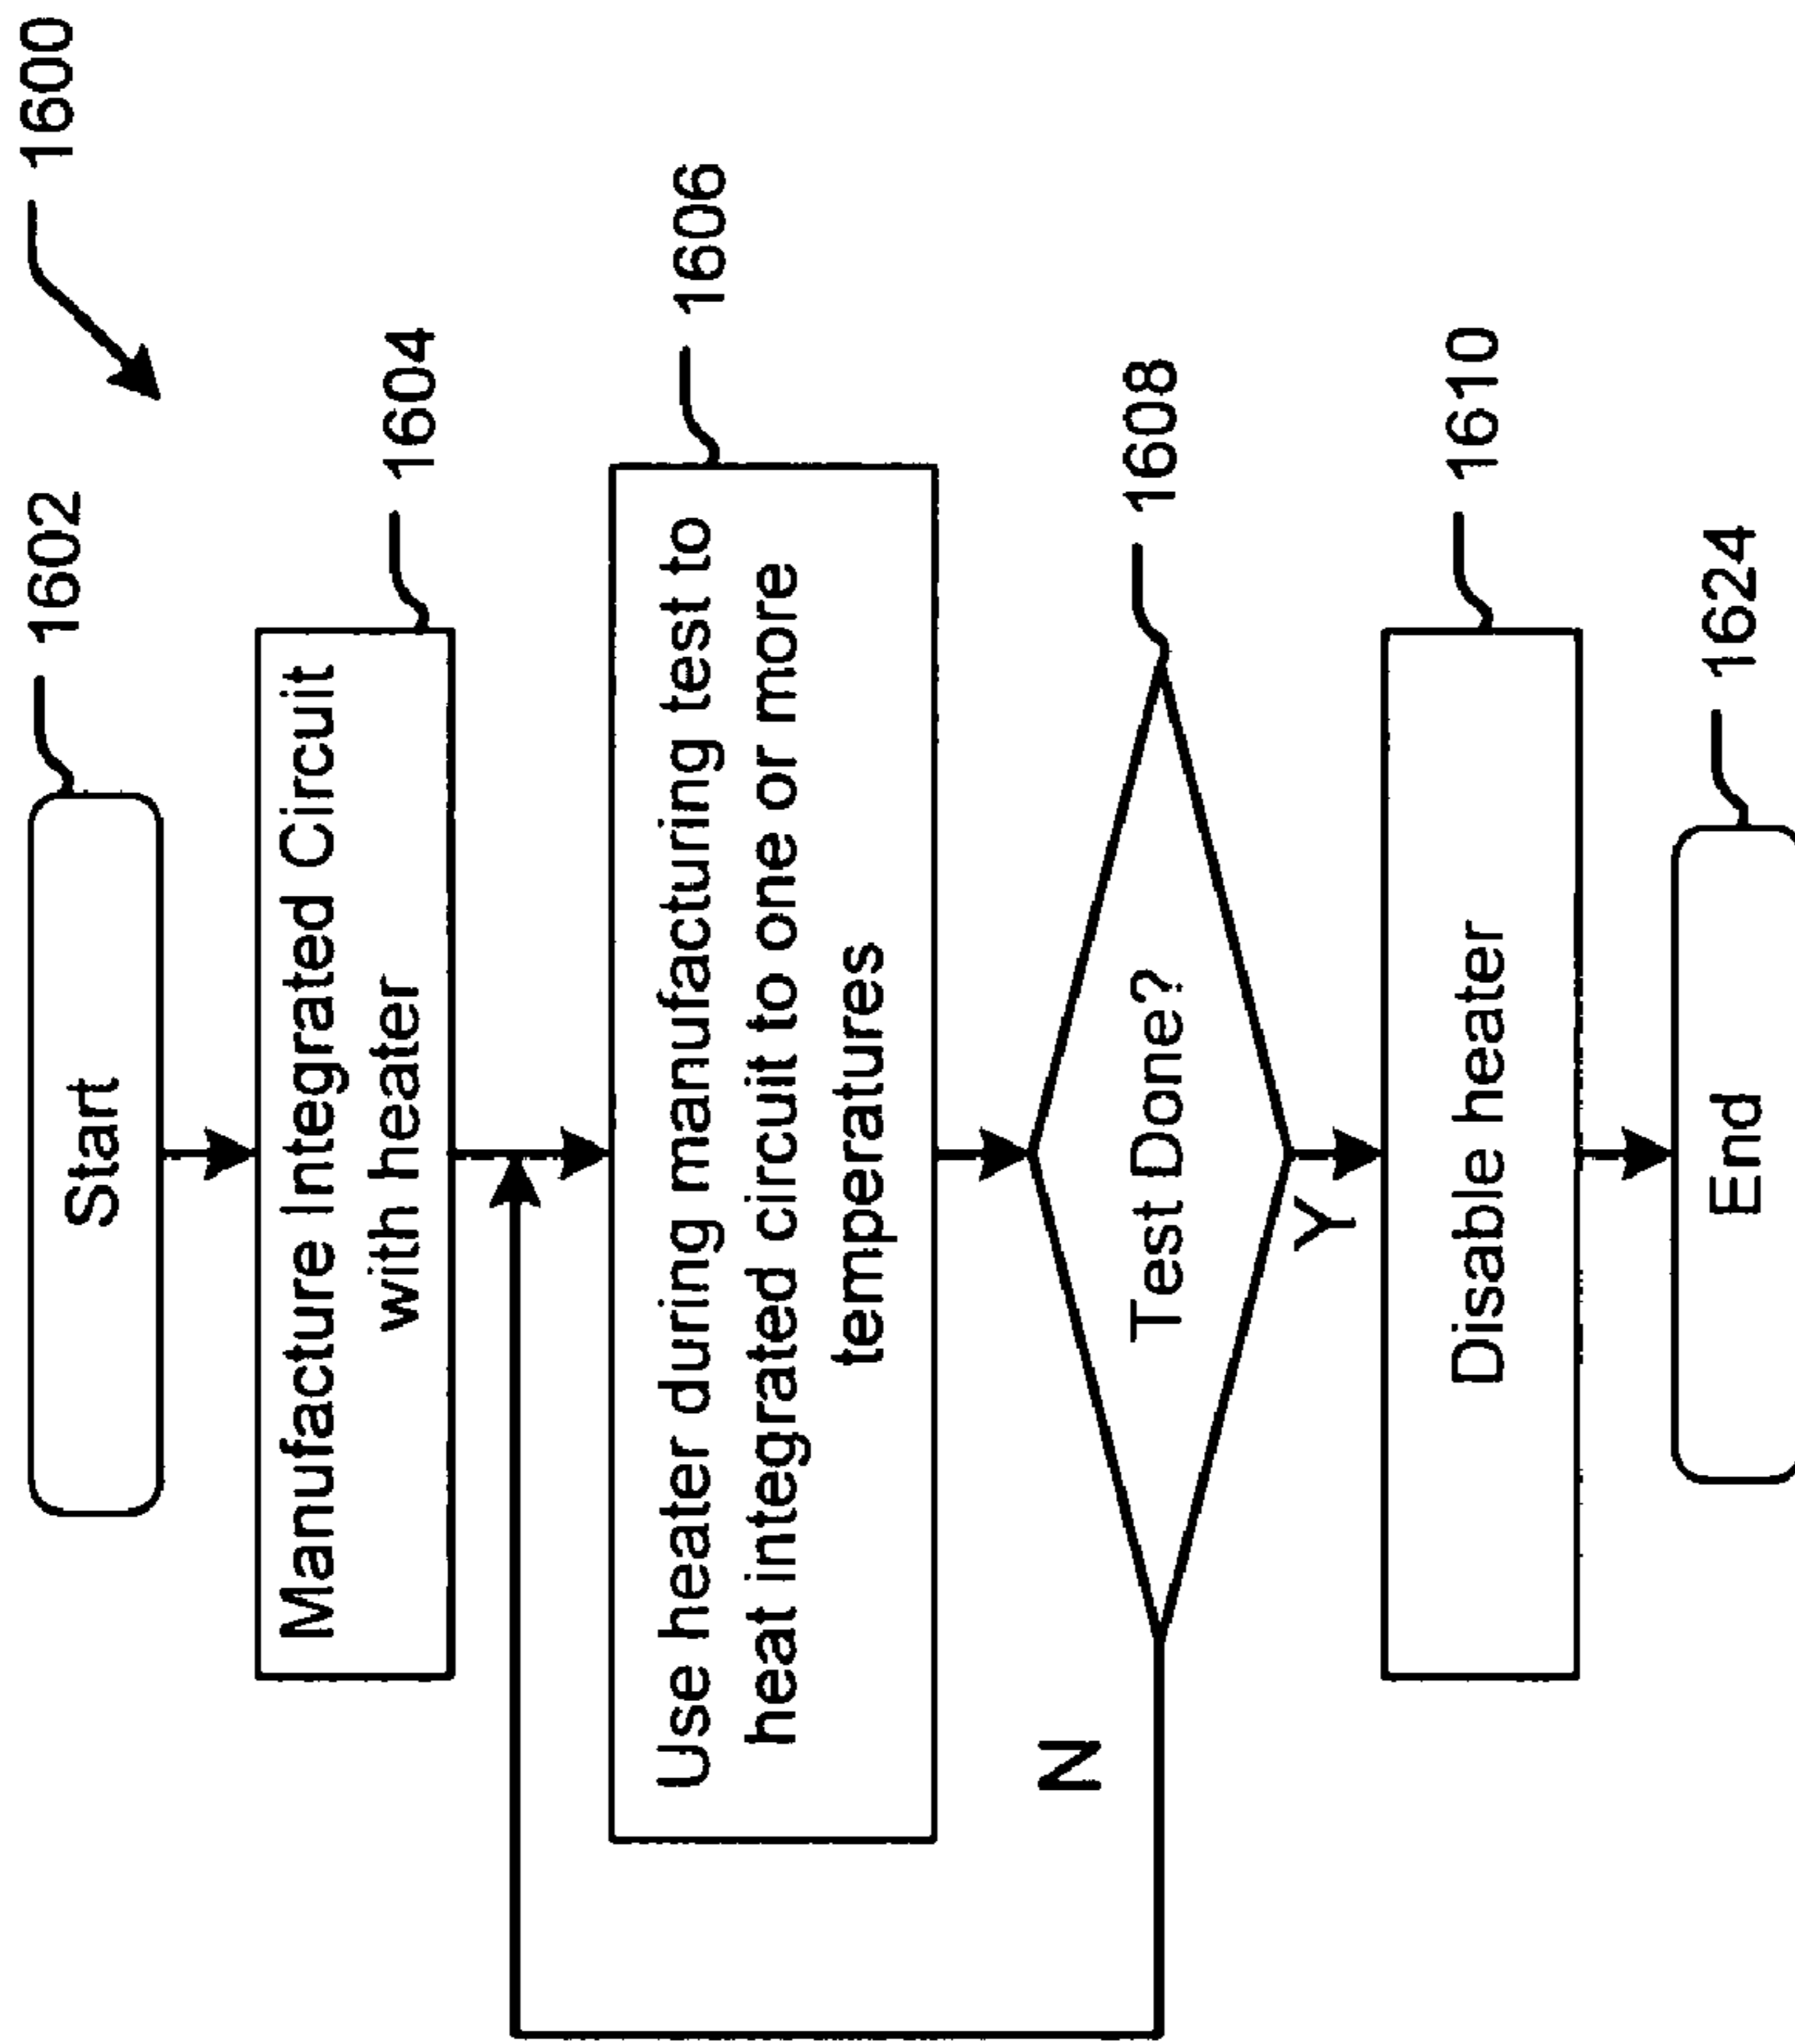 1600
Start
1602
Manufacture Integrated Circuit
with heater
1604
Use heater during manufacturing test to
heat integrated circuit to one or more
temperatures
1606
N
Test Done?
1608
Y
Disable heater
1610
End
1624